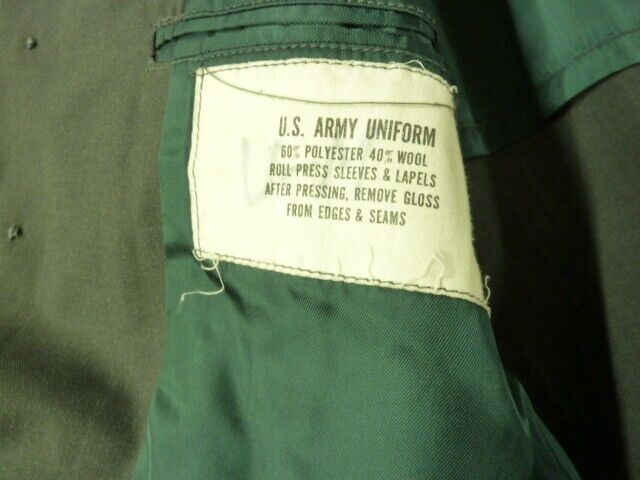 U.S. ARMY UNIFORM
60% POLYESTER 40% WOOL
ROLL PRESS SLEEVES & LAPELS
AFTER PRESSING, REMOVE GLOSS
FROM EDGES & SEAMS